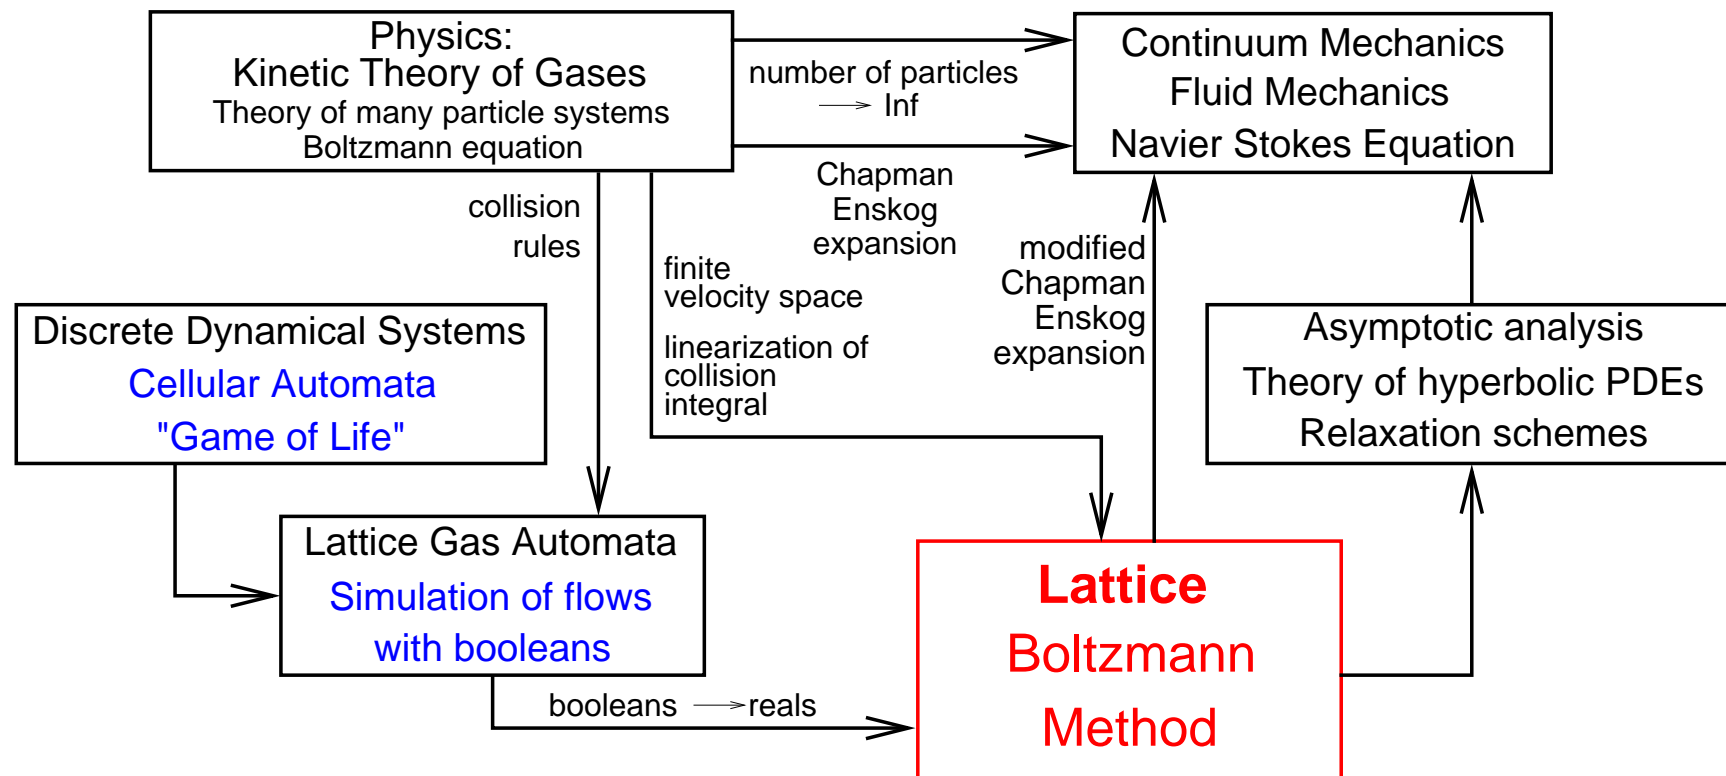 Physics:
Kinetic Theory of Gases
Theory of many particle systems
Boltzmann equation
number of particles
→ Inf
Chapman
Enskog
expansion
Continuum Mechanics
Fluid Mechanics
Navier Stokes Equation
collision
rules
finite
velocity space
linearization of
collision
integral
modified
Chapman
Enskog
expansion
Discrete Dynamical Systems
Cellular Automata
"Game of Life"
Asymptotic analysis
Theory of hyperbolic PDEs
Relaxation schemes
Lattice Gas Automata
Simulation of flows
with booleans
booleans → reals
Lattice
Boltzmann
Method